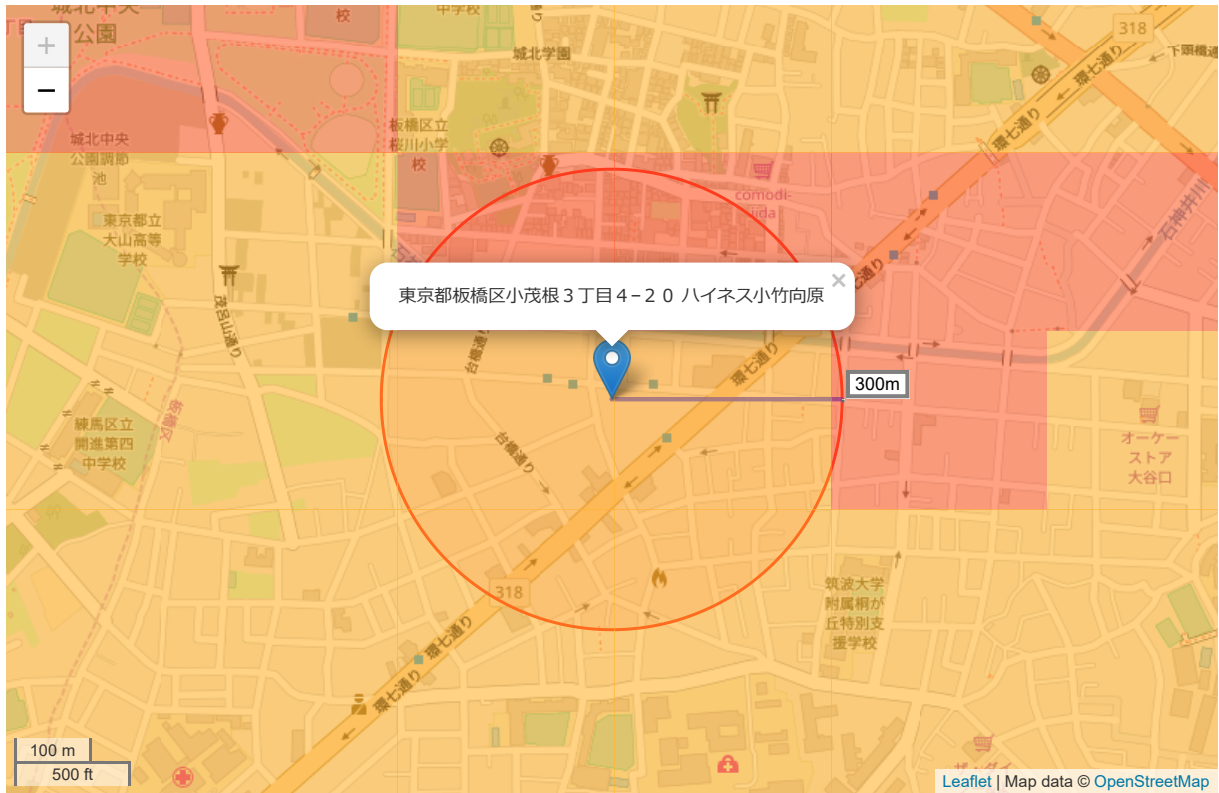 城北中央
公園
校
中学校
318
城北学園
環七通り
下頭橋通
環七通り
板橋区立
桜川小学
校
城北中央
公園調節
池
comodi-
iida
東京都立
大山高等
学校
石神井川
茂呂山通り
東京都板橋区小茂根3丁目4−20 ハイネス小竹向原
×
台橋通り
環七通り
300m
板橋区
練馬区立
開進第四
中学校
台橋通り
オーケー
ストア
大谷口
318
筑波大学
附属桐が
丘特別支
援学校
環七通り
環七通り
+
−
100 m
500 ft
Leaflet | Map data © OpenStreetMap